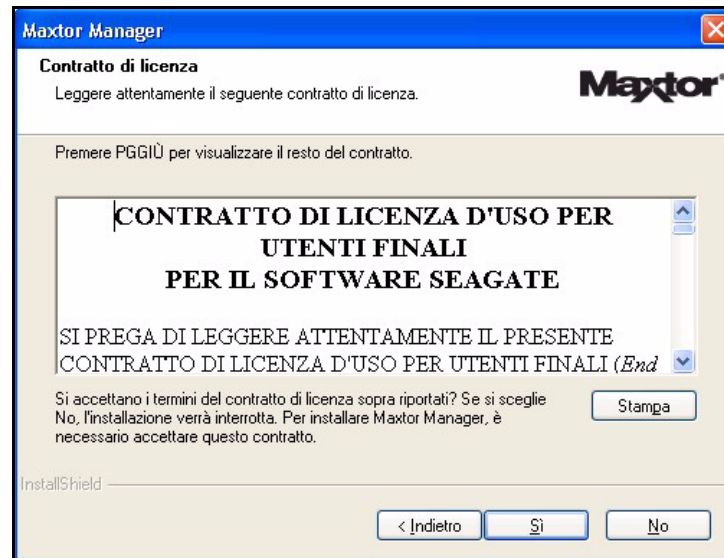 Maxtor Manager
Contratto di licenza
Leggere attentamente il seguente contratto di licenza.
Maxtor®
Premere PGGIÙ per visualizzare il resto del contratto.
CONTRATTO DI LICENZA D'USO PER
UTENTI FINALI
PER IL SOFTWARE SEAGATE
SI PREGA DI LEGGERE ATTENTAMENTE IL PRESENTE
CONTRATTO DI LICENZA D'USO PER UTENTI FINALI (End
Si accettano i termini del contratto di licenza sopra riportati? Se si sceglie
No, l'installazione verrà interrotta. Per installare Maxtor Manager, è
necessario accettare questo contratto.
Stampa
InstallShield
< Indietro
Sì
No